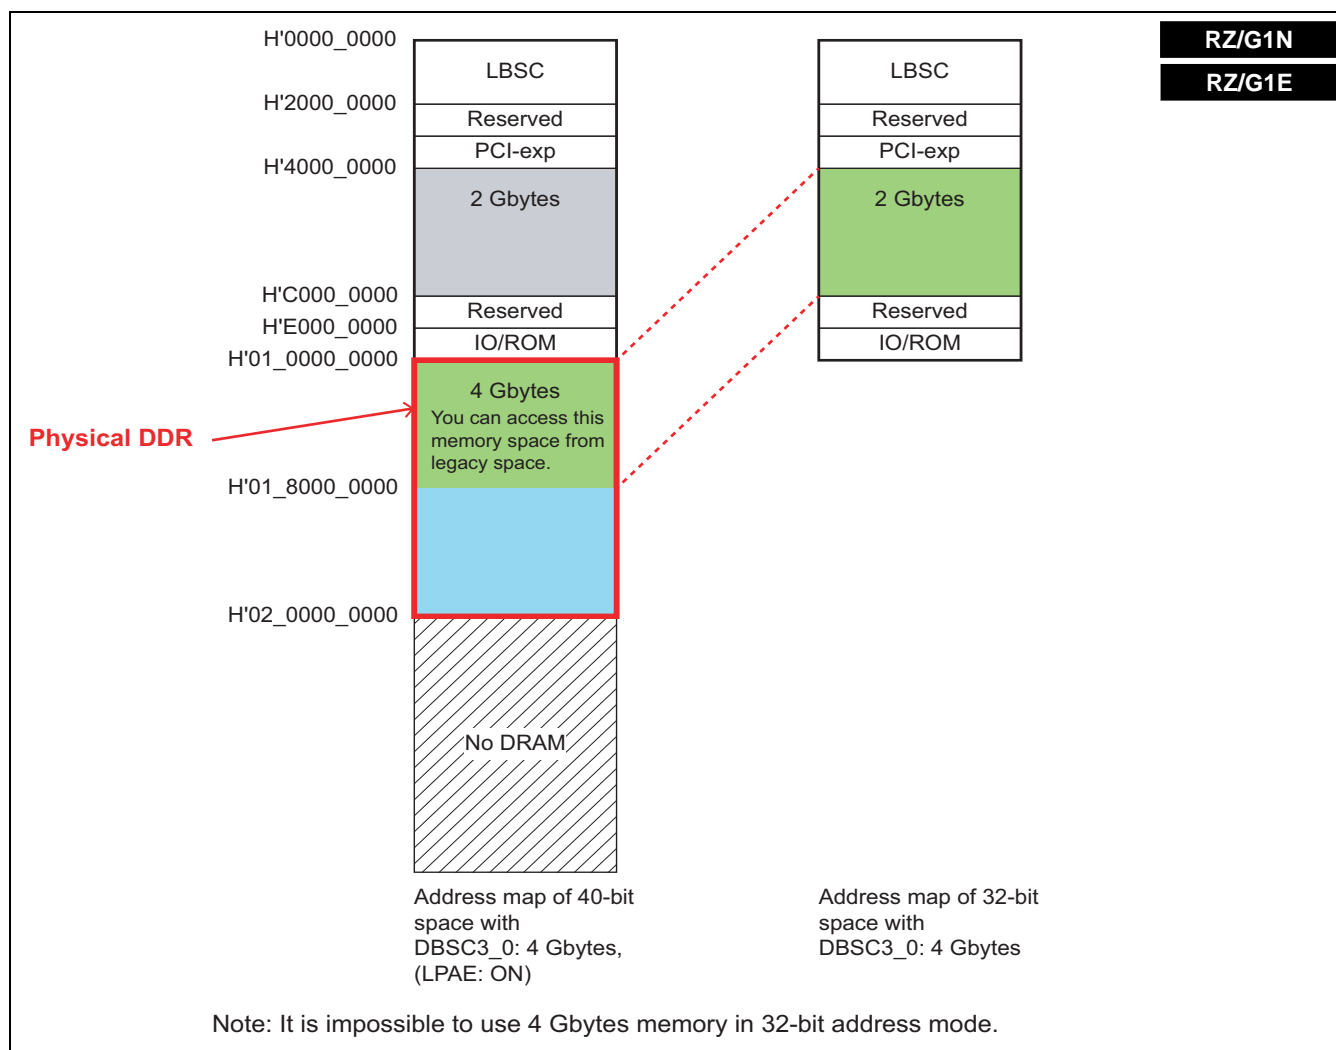 RZ/G1N
RZ/G1E
H'0000_0000
LBSC
H'2000_0000
Reserved
PCI-exp
H'4000_0000
2 Gbytes
H'C000_0000
Reserved
H'E000_0000
IO/ROM
H'01_0000_0000
4 Gbytes
You can access this
memory space from
legacy space.
Physical DDR
H'01_8000_0000
H'02_0000_0000
No DRAM
Address map of 40-bit
space with
DBSC3_0: 4 Gbytes,
(LPAE: ON)
LBSC
Reserved
PCI-exp
2 Gbytes
Reserved
IO/ROM
Address map of 32-bit
space with
DBSC3_0: 4 Gbytes
Note: It is impossible to use 4 Gbytes memory in 32-bit address mode.